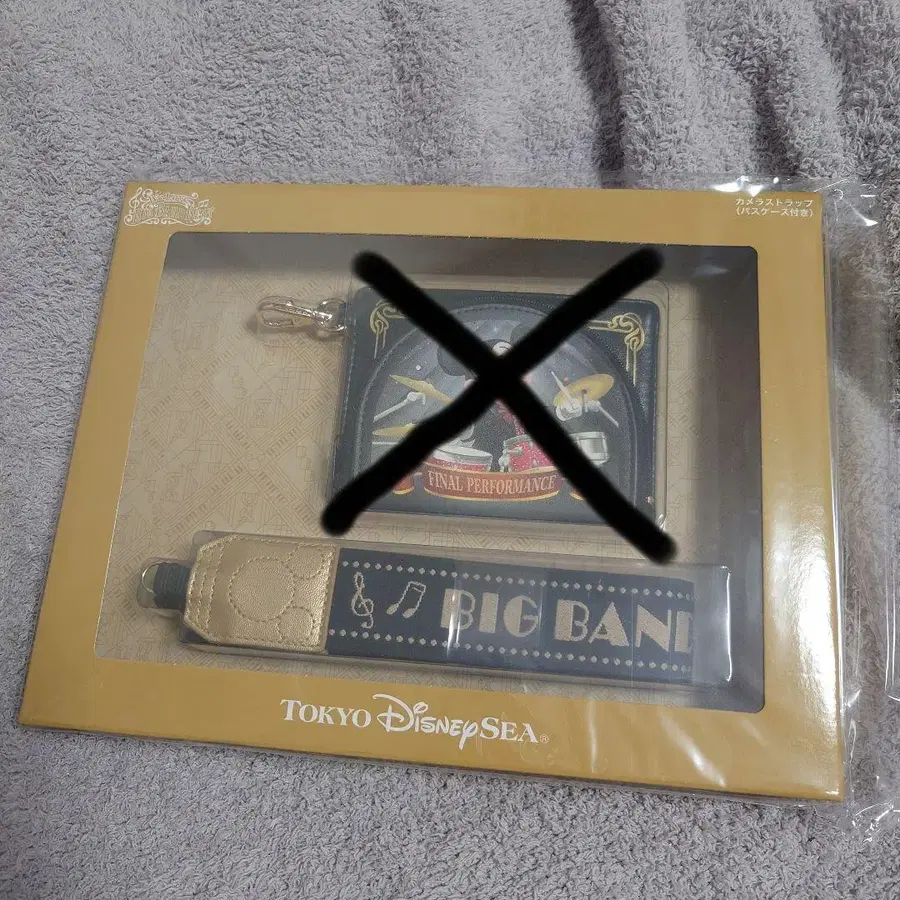 カメラストラップ
(パスケース付き)
FINAL PERFORMANCE
BIG BAND
TOKYO DISNEYSEA®